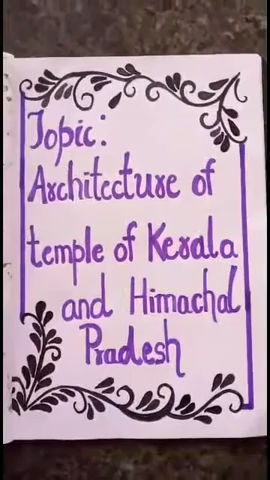 Topic:
Architecture of
temple of Kerala
and Himachal
Pradesh